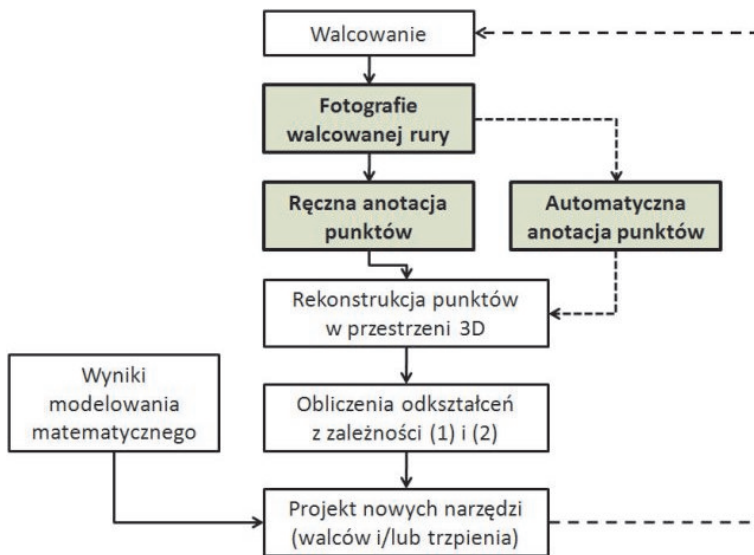 Walcowanie
Fotografie
walcowanej rury
Ręczna anotacja
punktów
Automatyczna
anotacja punktów
Rekonstrukcja punktów
w przestrzeni 3D
Wyniki
modelowania
matematycznego
Obliczenia odkształceń
z zależności (1) i (2)
Projekt nowych narzędzi
(walców i/lub trzpienia)